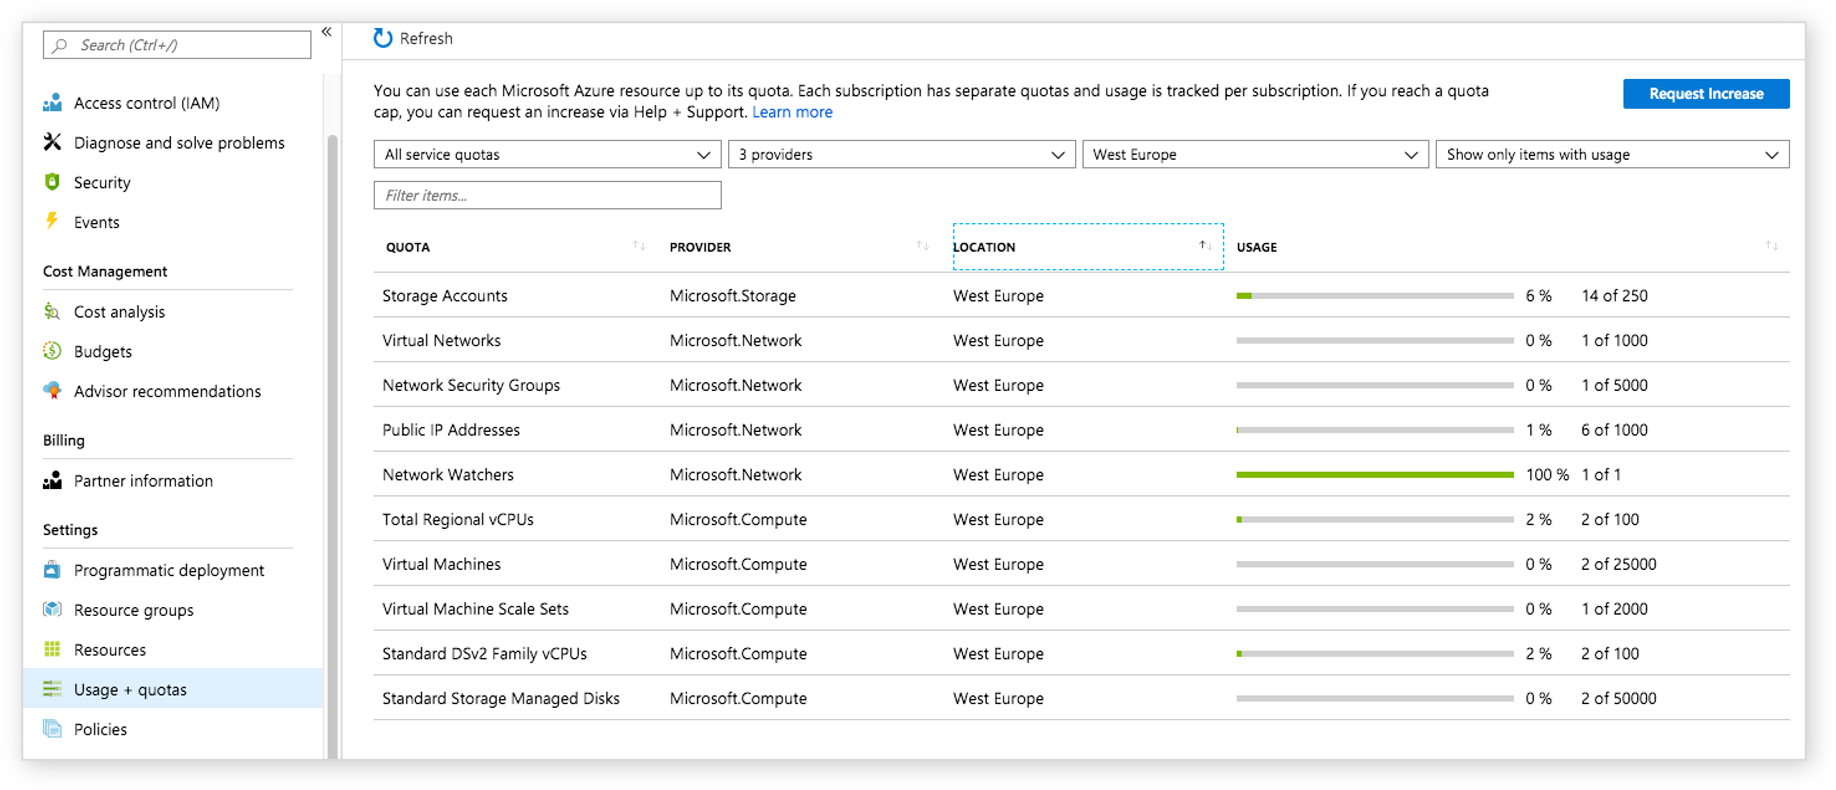 Search (Ctrl+/)
«
Access control (IAM)
Diagnose and solve problems
Security
Events
Cost Management
Cost analysis
Budgets
Advisor recommendations
Billing
Partner information
Settings
Programmatic deployment
Resource groups
Resources
Usage + quotas
Policies
Refresh
You can use each Microsoft Azure resource up to its quota. Each subscription has separate quotas and usage is tracked per subscription. If you reach a quota
cap, you can request an increase via Help + Support. Learn more
Request Increase
All service quotas 3 providers West Europe Show only items with usage
Filter items...
QUOTA PROVIDER LOCATION USAGE
Storage Accounts Microsoft.Storage West Europe 6 % 14 of 250
Virtual Networks Microsoft.Network West Europe 0 % 1 of 1000
Network Security Groups Microsoft.Network West Europe 0 % 1 of 5000
Public IP Addresses Microsoft.Network West Europe 1 % 6 of 1000
Network Watchers Microsoft.Network West Europe 100 % 1 of 1
Total Regional vCPUs Microsoft.Compute West Europe 2 % 2 of 100
Virtual Machines Microsoft.Compute West Europe 0 % 2 of 25000
Virtual Machine Scale Sets Microsoft.Compute West Europe 0 % 1 of 2000
Standard DSv2 Family vCPUs Microsoft.Compute West Europe 2 % 2 of 100
Standard Storage Managed Disks Microsoft.Compute West Europe 0 % 2 of 50000